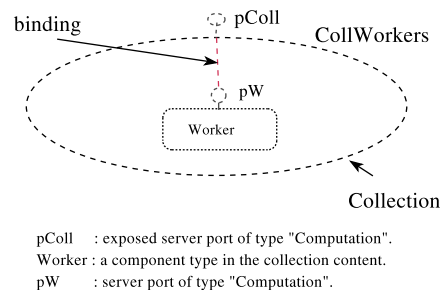 pColl
binding
CollWorkers
pW
Worker
Collection
pColl : exposed server port of type "Computation".
Worker : a component type in the collection content.
pW : server port of type "Computation".